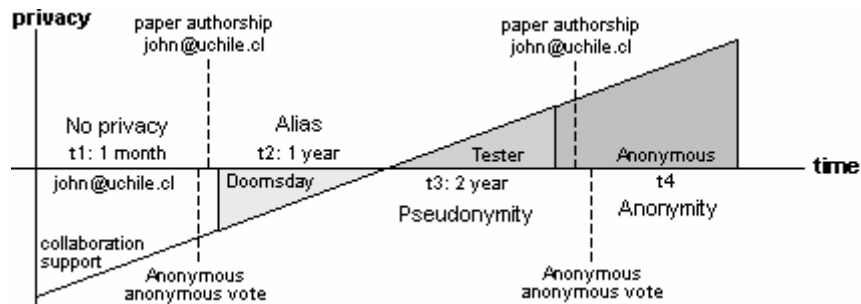 privacy
paper authorship
john@uchile.cl
paper authorship
john@uchile.cl
No privacy
t1: 1 month
Alias
t2: 1 year
Tester
Anonymous
time
john@uchile.cl
Doomsday
t3: 2 year
Pseudonymity
t4
Anonymity
collaboration
support
Anonymous
anonymous vote
Anonymous
anonymous vote